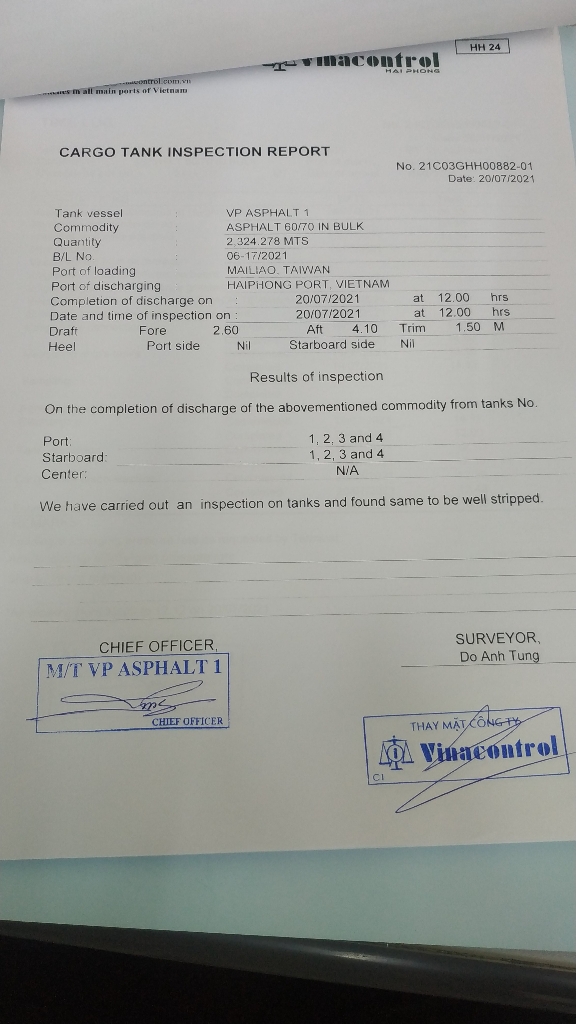 HH 24
Vinacontrol
HAI PHONG
in all main ports of Vietnam
CARGO TANK INSPECTION REPORT
No. 21C03GHH00882-01
Date: 20/07/2021
Tank vessel : VP ASPHALT 1
Commodity : ASPHALT 60/70 IN BULK
Quantity : 2,324.278 MTS
B/L No. : 06-17/2021
Port of loading : MAILIAO, TAIWAN
Port of discharging : HAIPHONG PORT, VIETNAM
Completion of discharge on : 20/07/2021 at 12.00 hrs
Date and time of inspection on : 20/07/2021 at 12.00 hrs
Draft Fore 2.60 Aft 4.10 Trim 1.50 M
Heel Port side Nil Starboard side Nil
Results of inspection
On the completion of discharge of the abovementioned commodity from tanks No.
Port: 1, 2, 3 and 4
Starboard: 1, 2, 3 and 4
Center: N/A
We have carried out an inspection on tanks and found same to be well stripped.
CHIEF OFFICER,
SURVEYOR,
Do Anh Tung
M/T VP ASPHALT 1
CHIEF OFFICER
THAY MẶT CÔNG TY
Vinacontrol
C1